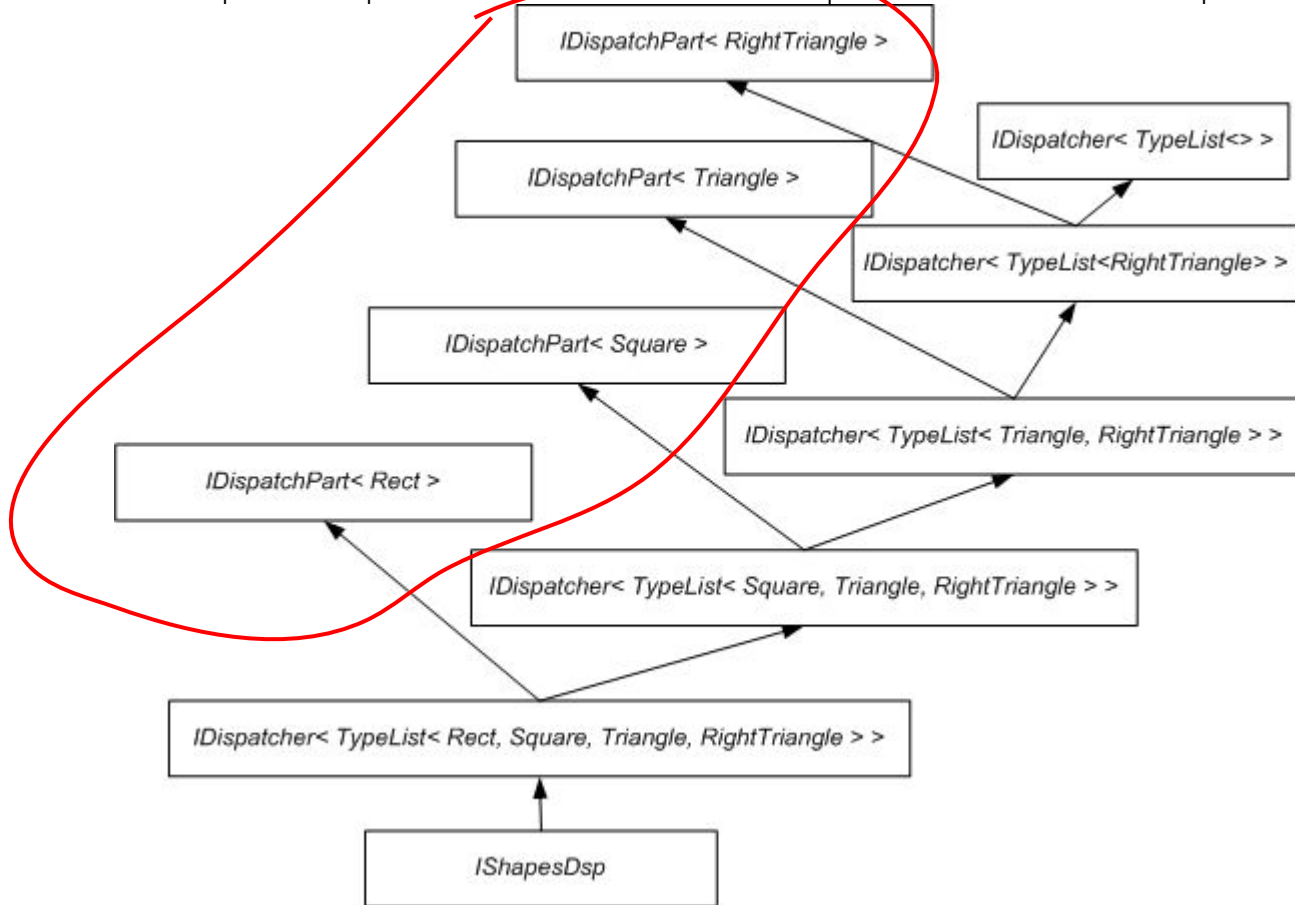 IDispatchPart< RightTriangle >
IDispatcher< TypeList<> >
IDispatchPart< Triangle >
IDispatcher< TypeList<RightTriangle> >
IDispatchPart< Square >
IDispatcher< TypeList< Triangle, RightTriangle > >
IDispatchPart< Rect >
IDispatcher< TypeList< Square, Triangle, RightTriangle > >
IDispatcher< TypeList< Rect, Square, Triangle, RightTriangle > >
IShapesDsp